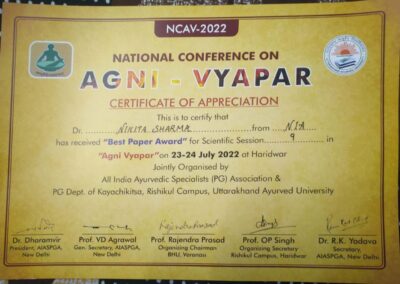 NCAV-2022
NATIONAL CONFERENCE ON
AGNI - VYAPAR
CERTIFICATE OF APPRECIATION
This is to certify that
Dr. NIKITA SHARMA from NIA
has received "Best Paper Award" for Scientific Session 9 in
"Agni Vyapar" on 23-24 July 2022 at Haridwar
Jointly Organised by
All India Ayurvedic Specialists (PG) Association &
PG Dept. of Kayachikitsa, Rishikul Campus, Uttarakhand Ayurved University
Dr. Dharamvir
President, AIASPGA,
New Delhi
Prof. VD Agrawal
Gen. Secretary, AIASPGA,
New Delhi
Rajendra Prasad
Prof. Rajendra Prasad
Organising Chairman
BHU, Varanasi
Prof. OP Singh
Organizing Secretary
Rishikul Campus, Haridwar
Dr. R.K. Yadava
Secretary,
AIASPGA, New Delhi